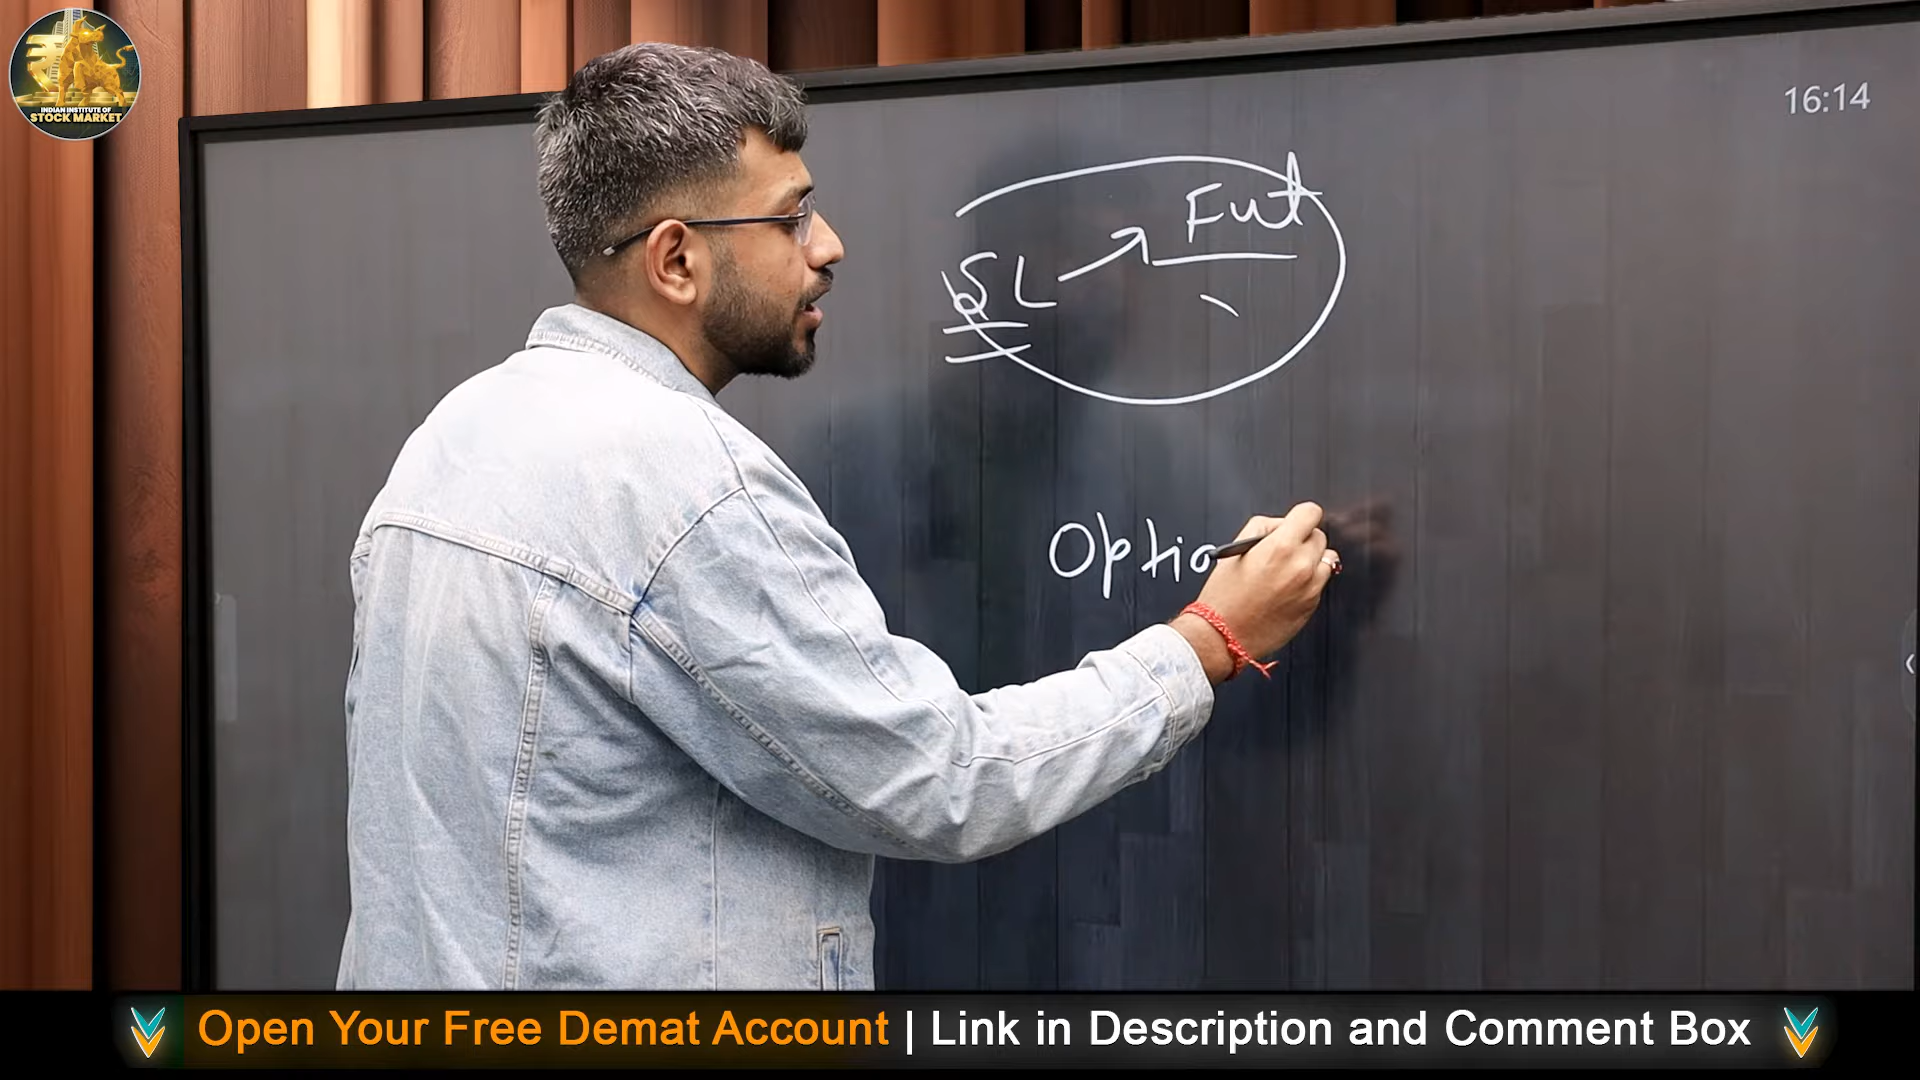 INDIAN INSTITUTE OF
STOCK MARKET
16:14
Fut
SL
Optio
Open Your Free Demat Account | Link in Description and Comment Box